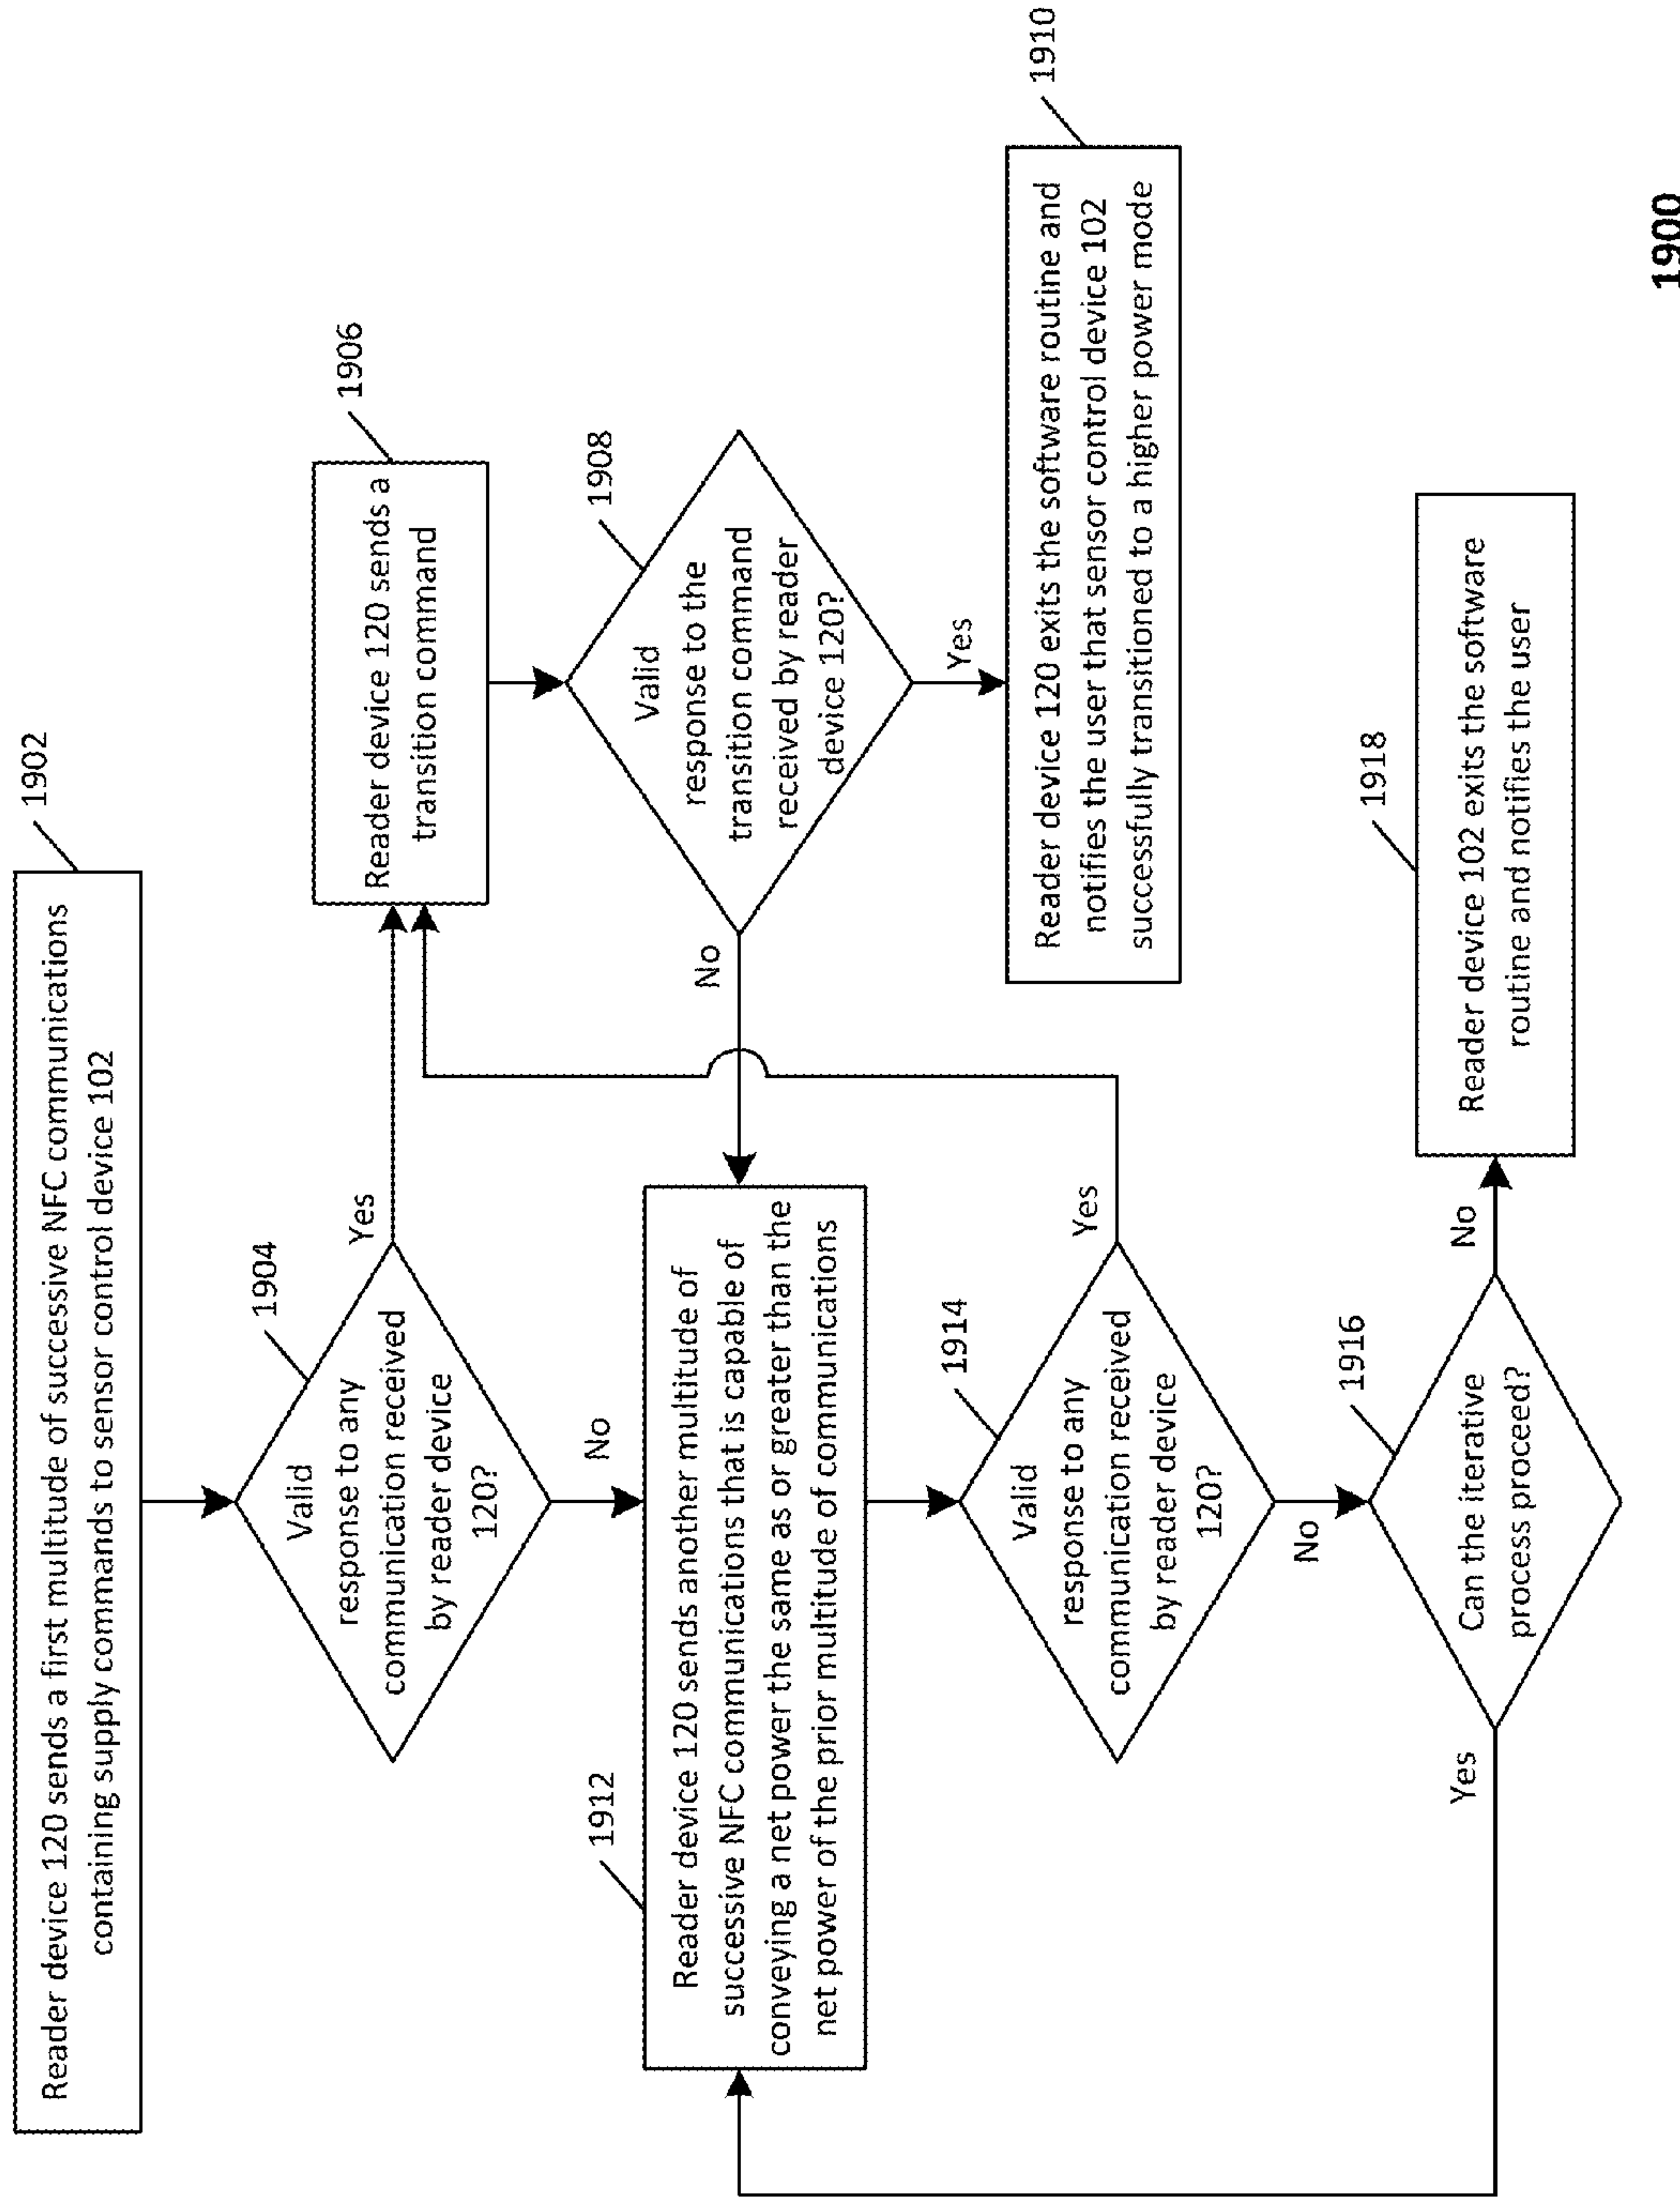 Reader device 120 sends a first multitude of successive NFC communications
containing supply commands to sensor control device 102
1902
Valid
response to any
communication received
by reader device
120?
1904
Yes
No
Reader device 120 sends a
transition command
1906
Valid
response to the
transition command
received by reader
device 120?
1908
No
Yes
Reader device 120 exits the software routine and
notifies the user that sensor control device 102
successfully transitioned to a higher power mode
1910
1912
Reader device 120 sends another multitude of
successive NFC communications that is capable of
conveying a net power the same as or greater than the
net power of the prior multitude of communications
Valid
response to any
communication received
by reader device
120?
1914
Yes
No
Can the iterative
process proceed?
1916
Yes
No
Reader device 102 exits the software
routine and notifies the user
1918
1900